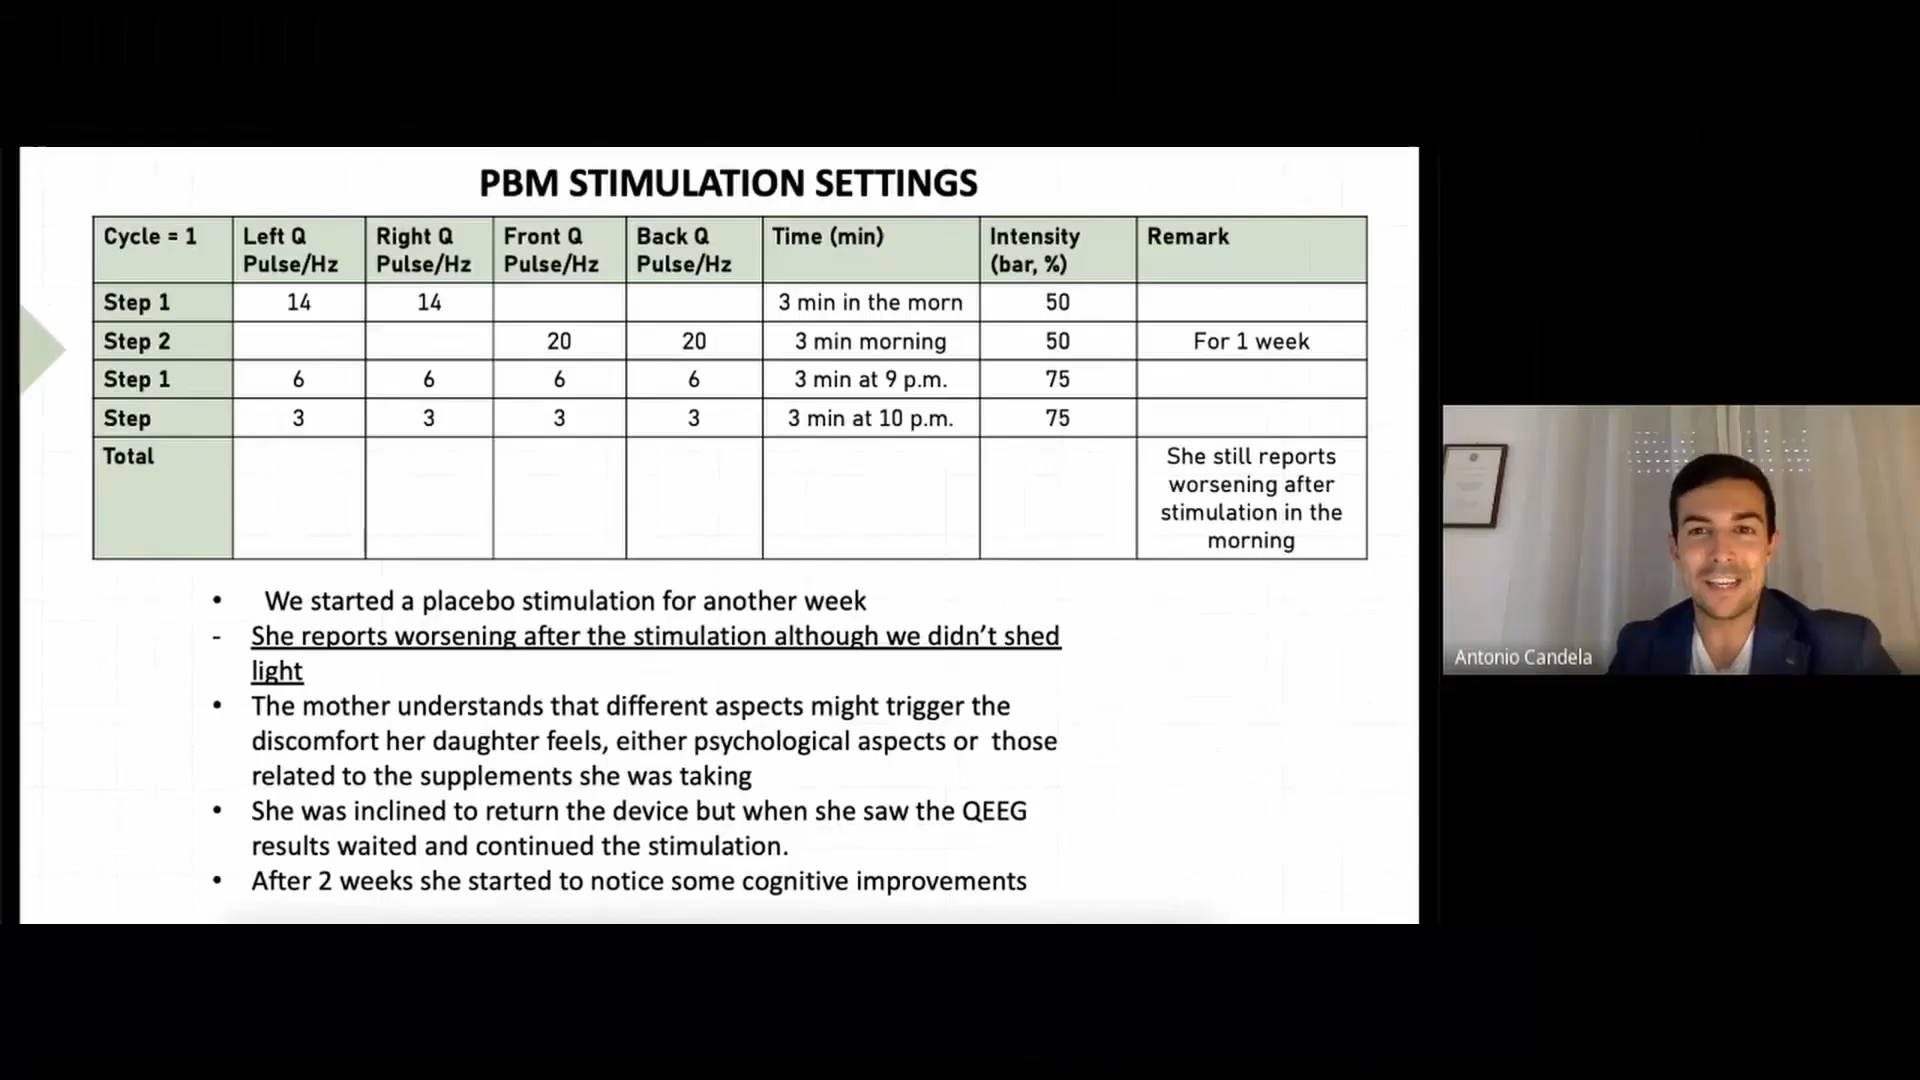 PBM STIMULATION SETTINGS
Cycle = 1 Left Q Pulse/Hz Right Q Pulse/Hz Front Q Pulse/Hz Back Q Pulse/Hz Time (min) Intensity (bar, %) Remark
Step 1 14 14 3 min in the morn 50
Step 2 20 20 3 min morning 50 For 1 week
Step 1 6 6 6 6 3 min at 9 p.m. 75
Step 3 3 3 3 3 min at 10 p.m. 75
Total She still reports worsening after stimulation in the morning
• We started a placebo stimulation for another week
- She reports worsening after the stimulation although we didn’t shed
light
• The mother understands that different aspects might trigger the
discomfort her daughter feels, either psychological aspects or those
related to the supplements she was taking
• She was inclined to return the device but when she saw the QEEG
results waited and continued the stimulation.
• After 2 weeks she started to notice some cognitive improvements
Antonio Candela